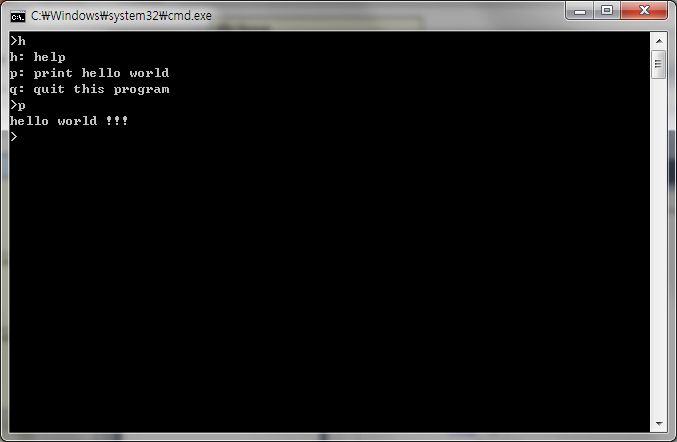 C:₩Windows₩system32₩cmd.exe
>h
h: help
p: print hello world
q: quit this program
>p
hello world !!!
>